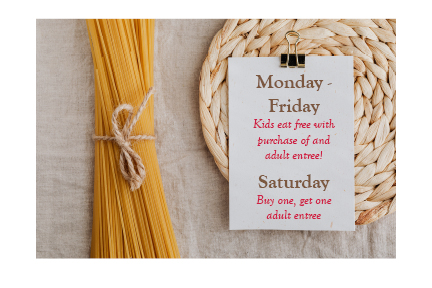 Monday -
Friday
Kids eat free with
purchase of and
adult entree!
Saturday
Buy one, get one
adult entree